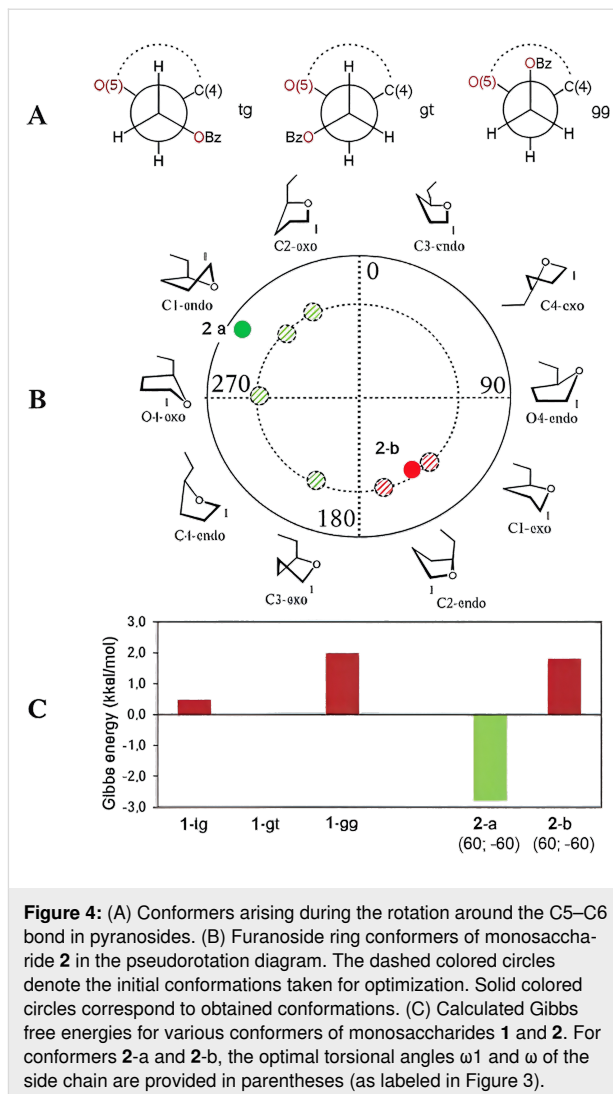 H H OBz
O(5) C(4) O(5) C(4) O(5) C(4)
A tg gt gg
H H BzO H H H
OBz
H H H
O O
I I
C2-exo C3-endo
0
O
C1-endo C4-exo
2-a
B 270 90
O4-exo O4-endo
2-b
C4-endo C1-exo
180
C3-exo C2-endo
3,0
2,0
1,0
C 0.0
-1,0
-2,0
-3,0
Gibbs energy (kkal/mol)
1-tg 1-gt 1-gg 2-a 2-b
(60; -60) (60; -60)
Figure 4: (A) Conformers arising during the rotation around the C5–C6
bond in pyranosides. (B) Furanoside ring conformers of monosaccha-
ride 2 in the pseudorotation diagram. The dashed colored circles
denote the initial conformations taken for optimization. Solid colored
circles correspond to obtained conformations. (C) Calculated Gibbs
free energies for various conformers of monosaccharides 1 and 2. For
conformers 2-a and 2-b, the optimal torsional angles ω1 and ω of the
side chain are provided in parentheses (as labeled in Figure 3).